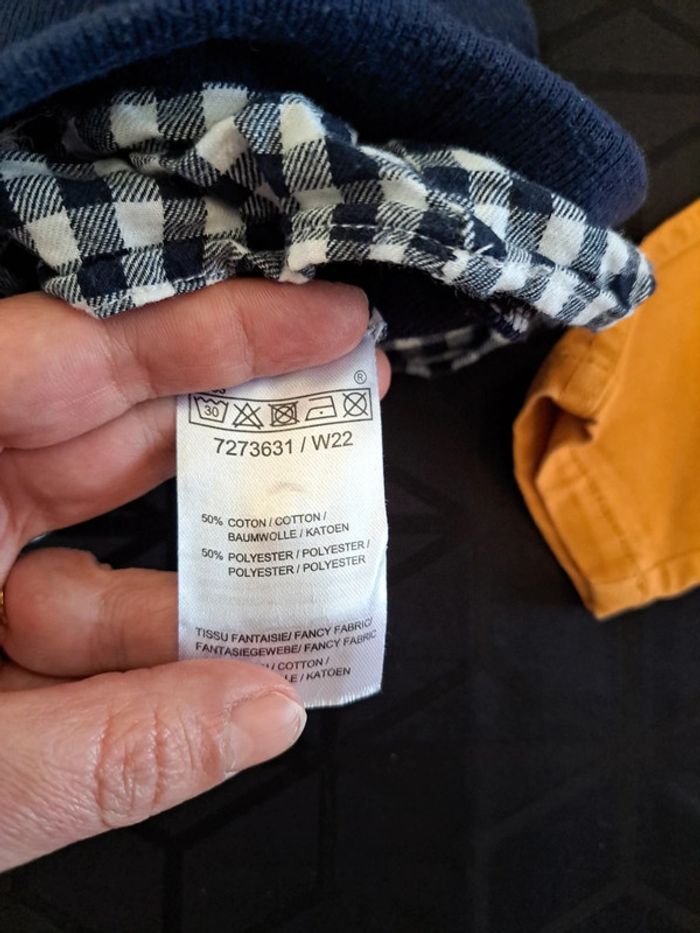 ®
30
7273631 / W22
50% COTON / COTTON /
BAUMWOLLE / KATOEN
50% POLYESTER / POLYESTER /
POLYESTER / POLYESTER
TISSU FANTAISIE/ FANCY FABRIC/
FANTASIEGEWEBE/ FANCY FABRIC
/ COTTON /
/ KATOEN